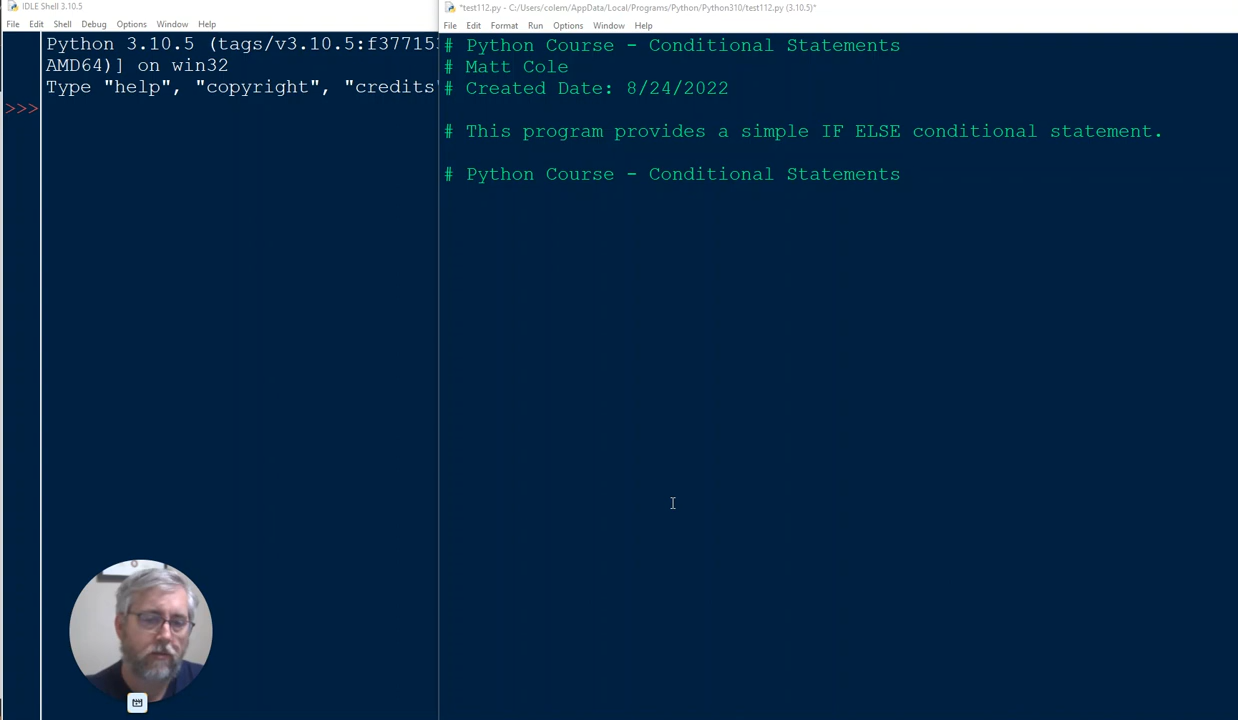 IDLE Shell 3.10.5
File Edit Shell Debug Options Window Help
Python 3.10.5 (tags/v3.10.5:f37715
AMD64)] on win32
Type "help", "copyright", "credits"
>>>
*test112.py - C:/Users/colem/AppData/Local/Programs/Python/Python310/test112.py (3.10.5)*
File Edit Format Run Options Window Help
# Python Course - Conditional Statements
# Matt Cole
# Created Date: 8/24/2022
# This program provides a simple IF ELSE conditional statement.
# Python Course - Conditional Statements